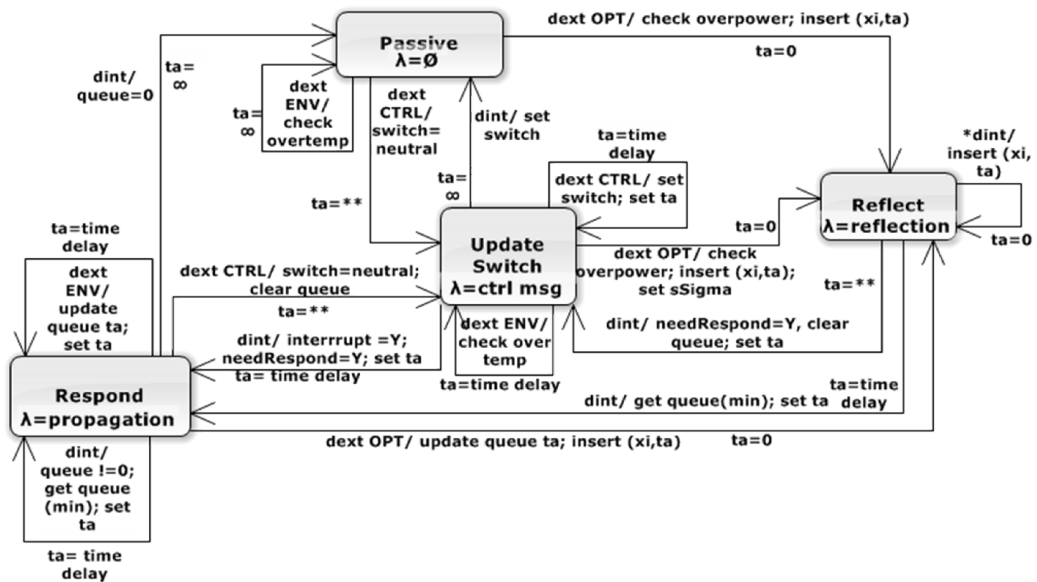 dext OPT/ check overpower; insert (xi,ta)
ta=0
Passive
λ=Ø
dint/
queue=0
ta=
∞
dext
ENV/
check
overtemp
ta=
∞
dext
CTRL/
switch=
neutral
dint/ set
switch
ta=
∞
ta=**
ta=time
delay
dext CTRL/ set
switch; set ta
*dint/
insert (xi,
ta)
ta=0
Reflect
λ=reflection
ta=0
Update
Switch
λ=ctrl msg
dext OPT/ check
overpower; insert (xi,ta);
set sSigma
ta=**
ta=time
delay
dext
ENV/
update
queue ta;
set ta
dext CTRL/ switch=neutral;
clear queue
ta=**
dint/ interrrupt =Y;
needRespond=Y; set ta
ta= time delay
dext ENV/
check over
temp
ta=time delay
dint/ needRespond=Y, clear
queue; set ta
Respond
λ=propagation
dint/ get queue(min); set ta
ta=time
delay
dext OPT/ update queue ta; insert (xi,ta)
ta=0
dint/
queue !=0;
get queue
(min); set
ta
ta= time
delay